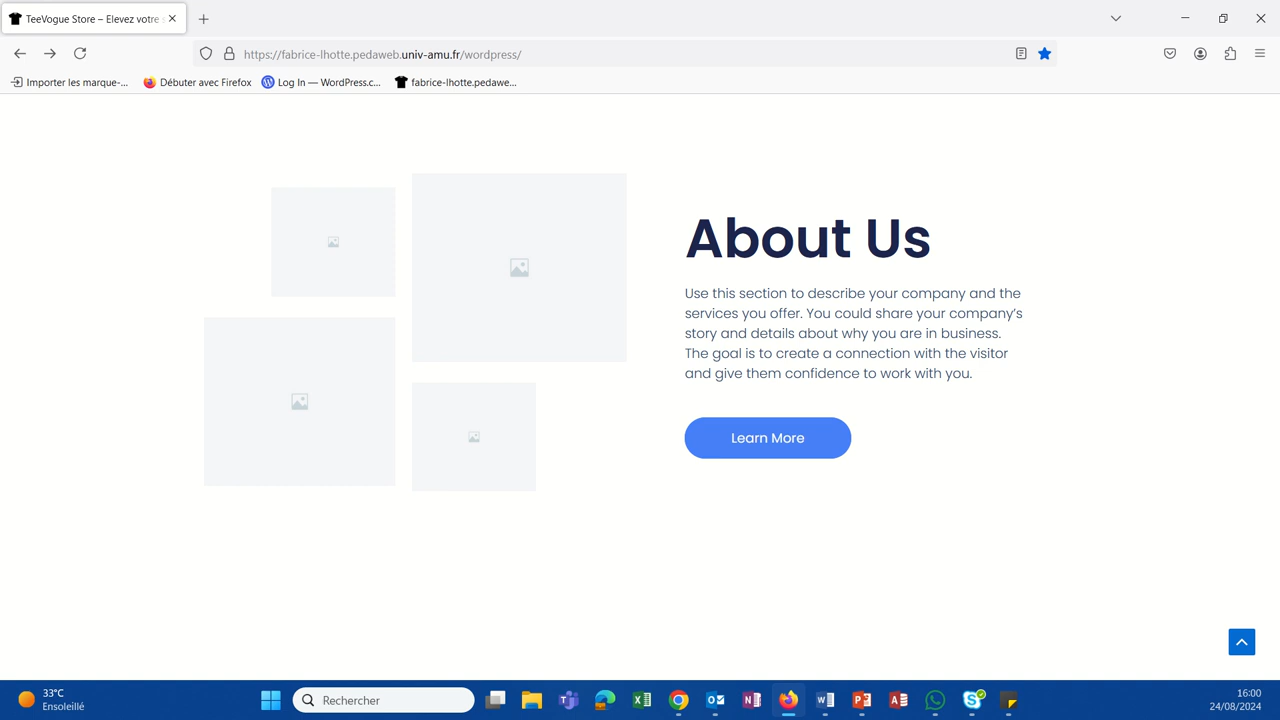 TeeVogue Store – Elevez votre s
https://fabrice-lhotte.pedaweb.univ-amu.fr/wordpress/
Importer les marque-... Débuter avec Firefox Log In — WordPress.c... fabrice-lhotte.pedawe...
About Us
Use this section to describe your company and the
services you offer. You could share your company’s
story and details about why you are in business.
The goal is to create a connection with the visitor
and give them confidence to work with you.
Learn More
33°C
Ensoleillé
Rechercher
16:00
24/08/2024